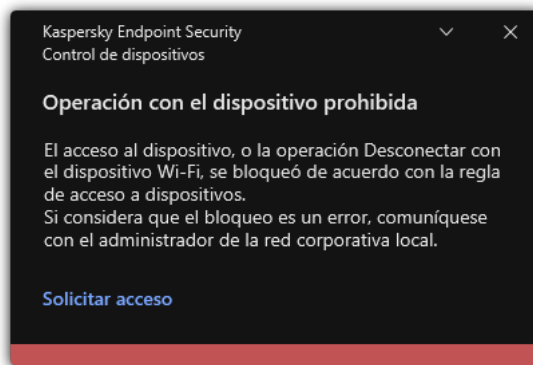 Kaspersky Endpoint Security
Control de dispositivos
Operación con el dispositivo prohibida
El acceso al dispositivo, o la operación Desconectar con
el dispositivo Wi-Fi, se bloqueó de acuerdo con la regla
de acceso a dispositivos.
Si considera que el bloqueo es un error, comuníquese
con el administrador de la red corporativa local.
Solicitar acceso